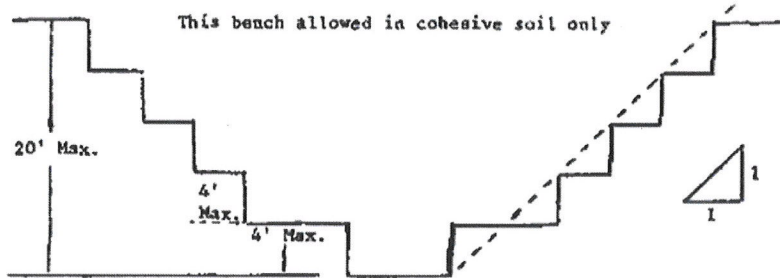 This bench allowed in cohesive soil only
20' Max.
4'
Max.
4' Max.
1
1